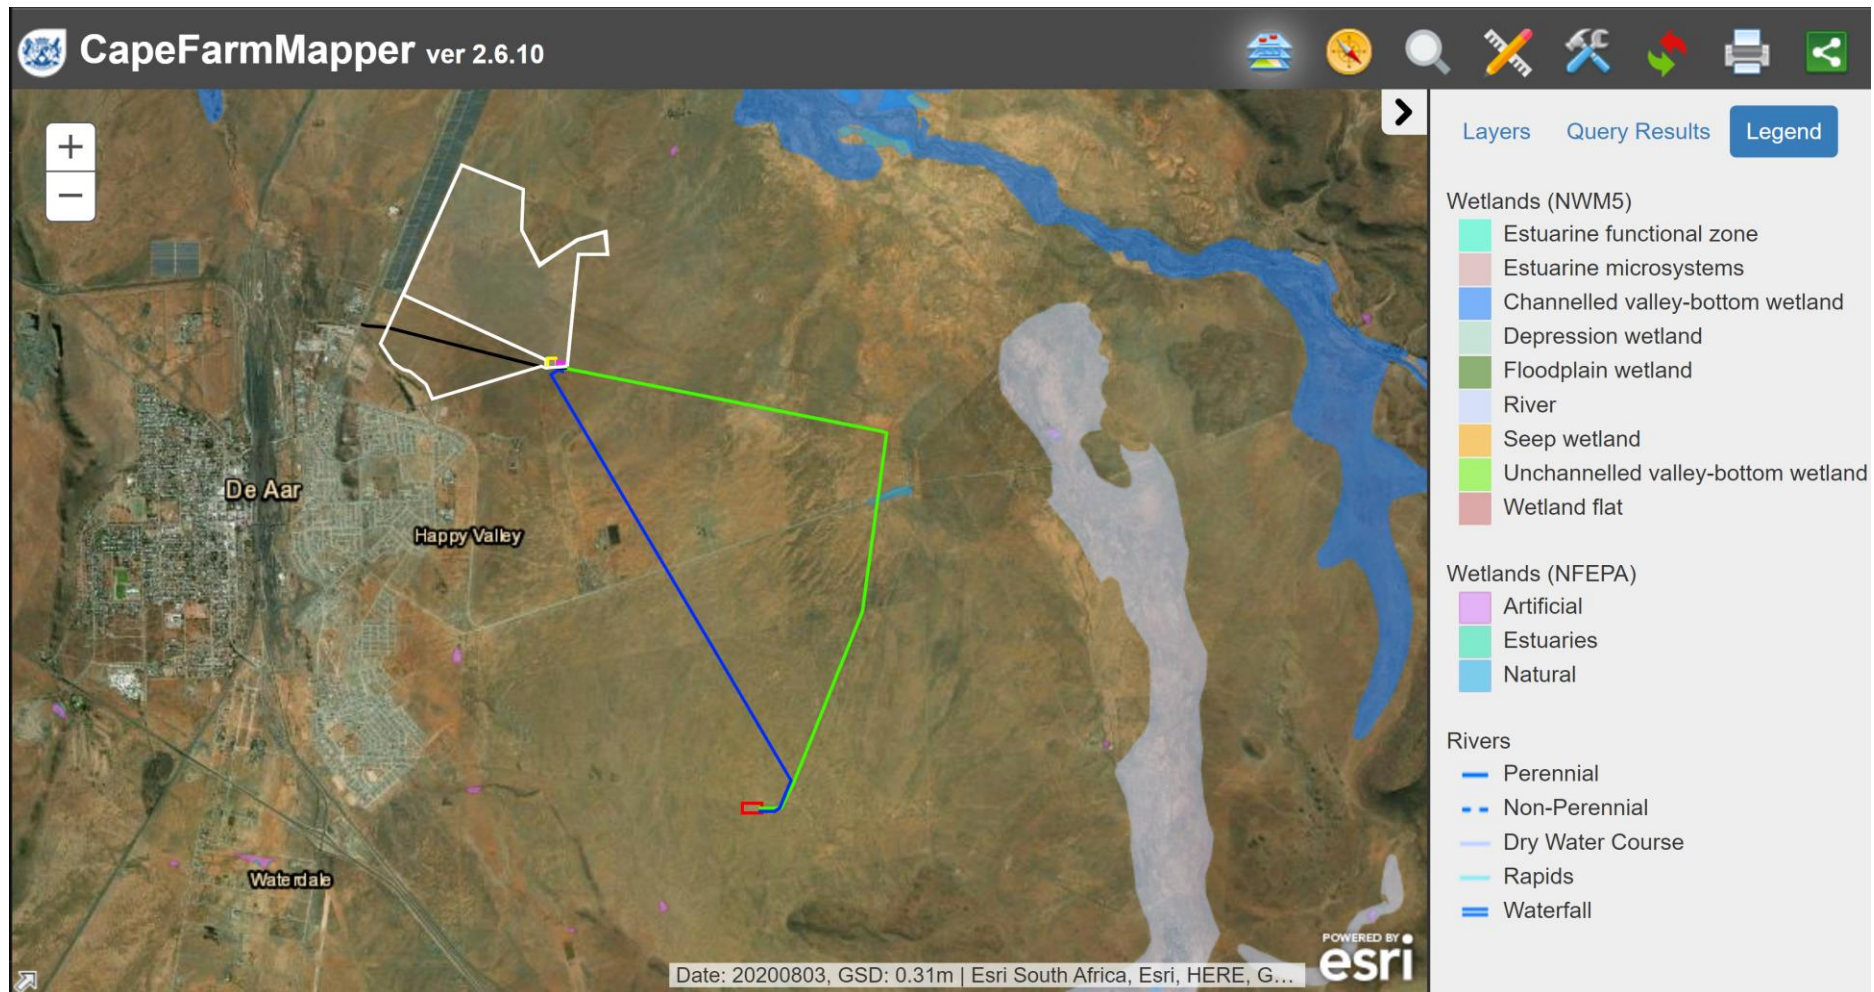 CapeFarmMapper ver 2.6.10
+
−
Layers Query Results Legend
Wetlands (NWM5)
Estuarine functional zone
Estuarine microsystems
Channelled valley-bottom wetland
Depression wetland
Floodplain wetland
River
Seep wetland
Unchannelled valley-bottom wetland
Wetland flat
Wetlands (NFEPA)
Artificial
Estuaries
Natural
Rivers
Perennial
Non-Perennial
Dry Water Course
Rapids
Waterfall
De Aar
Happy Valley
Waterdale
POWERED BY
esri
Date: 20200803, GSD: 0.31m | Esri South Africa, Esri, HERE, G...